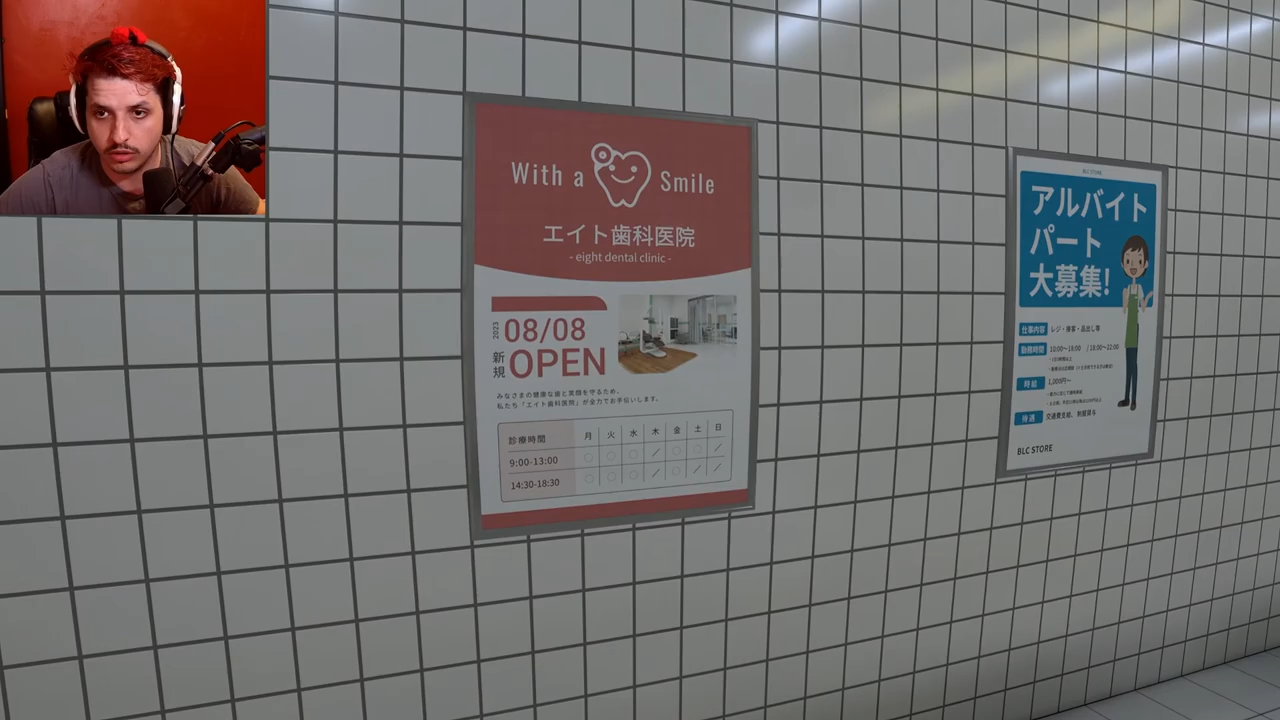 With a Smile
エイト歯科医院
- eight dental clinic -
2023 08/08
新規 OPEN
みなさまの健康な歯と笑顔を守るため、
私たち「エイト歯科医院」が全力でお手伝いします。
診療時間 月 火 水 木 金 土 日
9:00-13:00 ○ ○ ○ ／ ○ ○ ／
14:30-18:30 ○ ○ ○ ／ ○ ／ ／
BLC STORE
アルバイト
パート
大募集!
仕事内容 レジ・接客・品出し等
勤務時間 10:00〜18:00 / 18:00〜22:00
時給 1,000円〜
待遇 交通費支給、制服貸与
BLC STORE